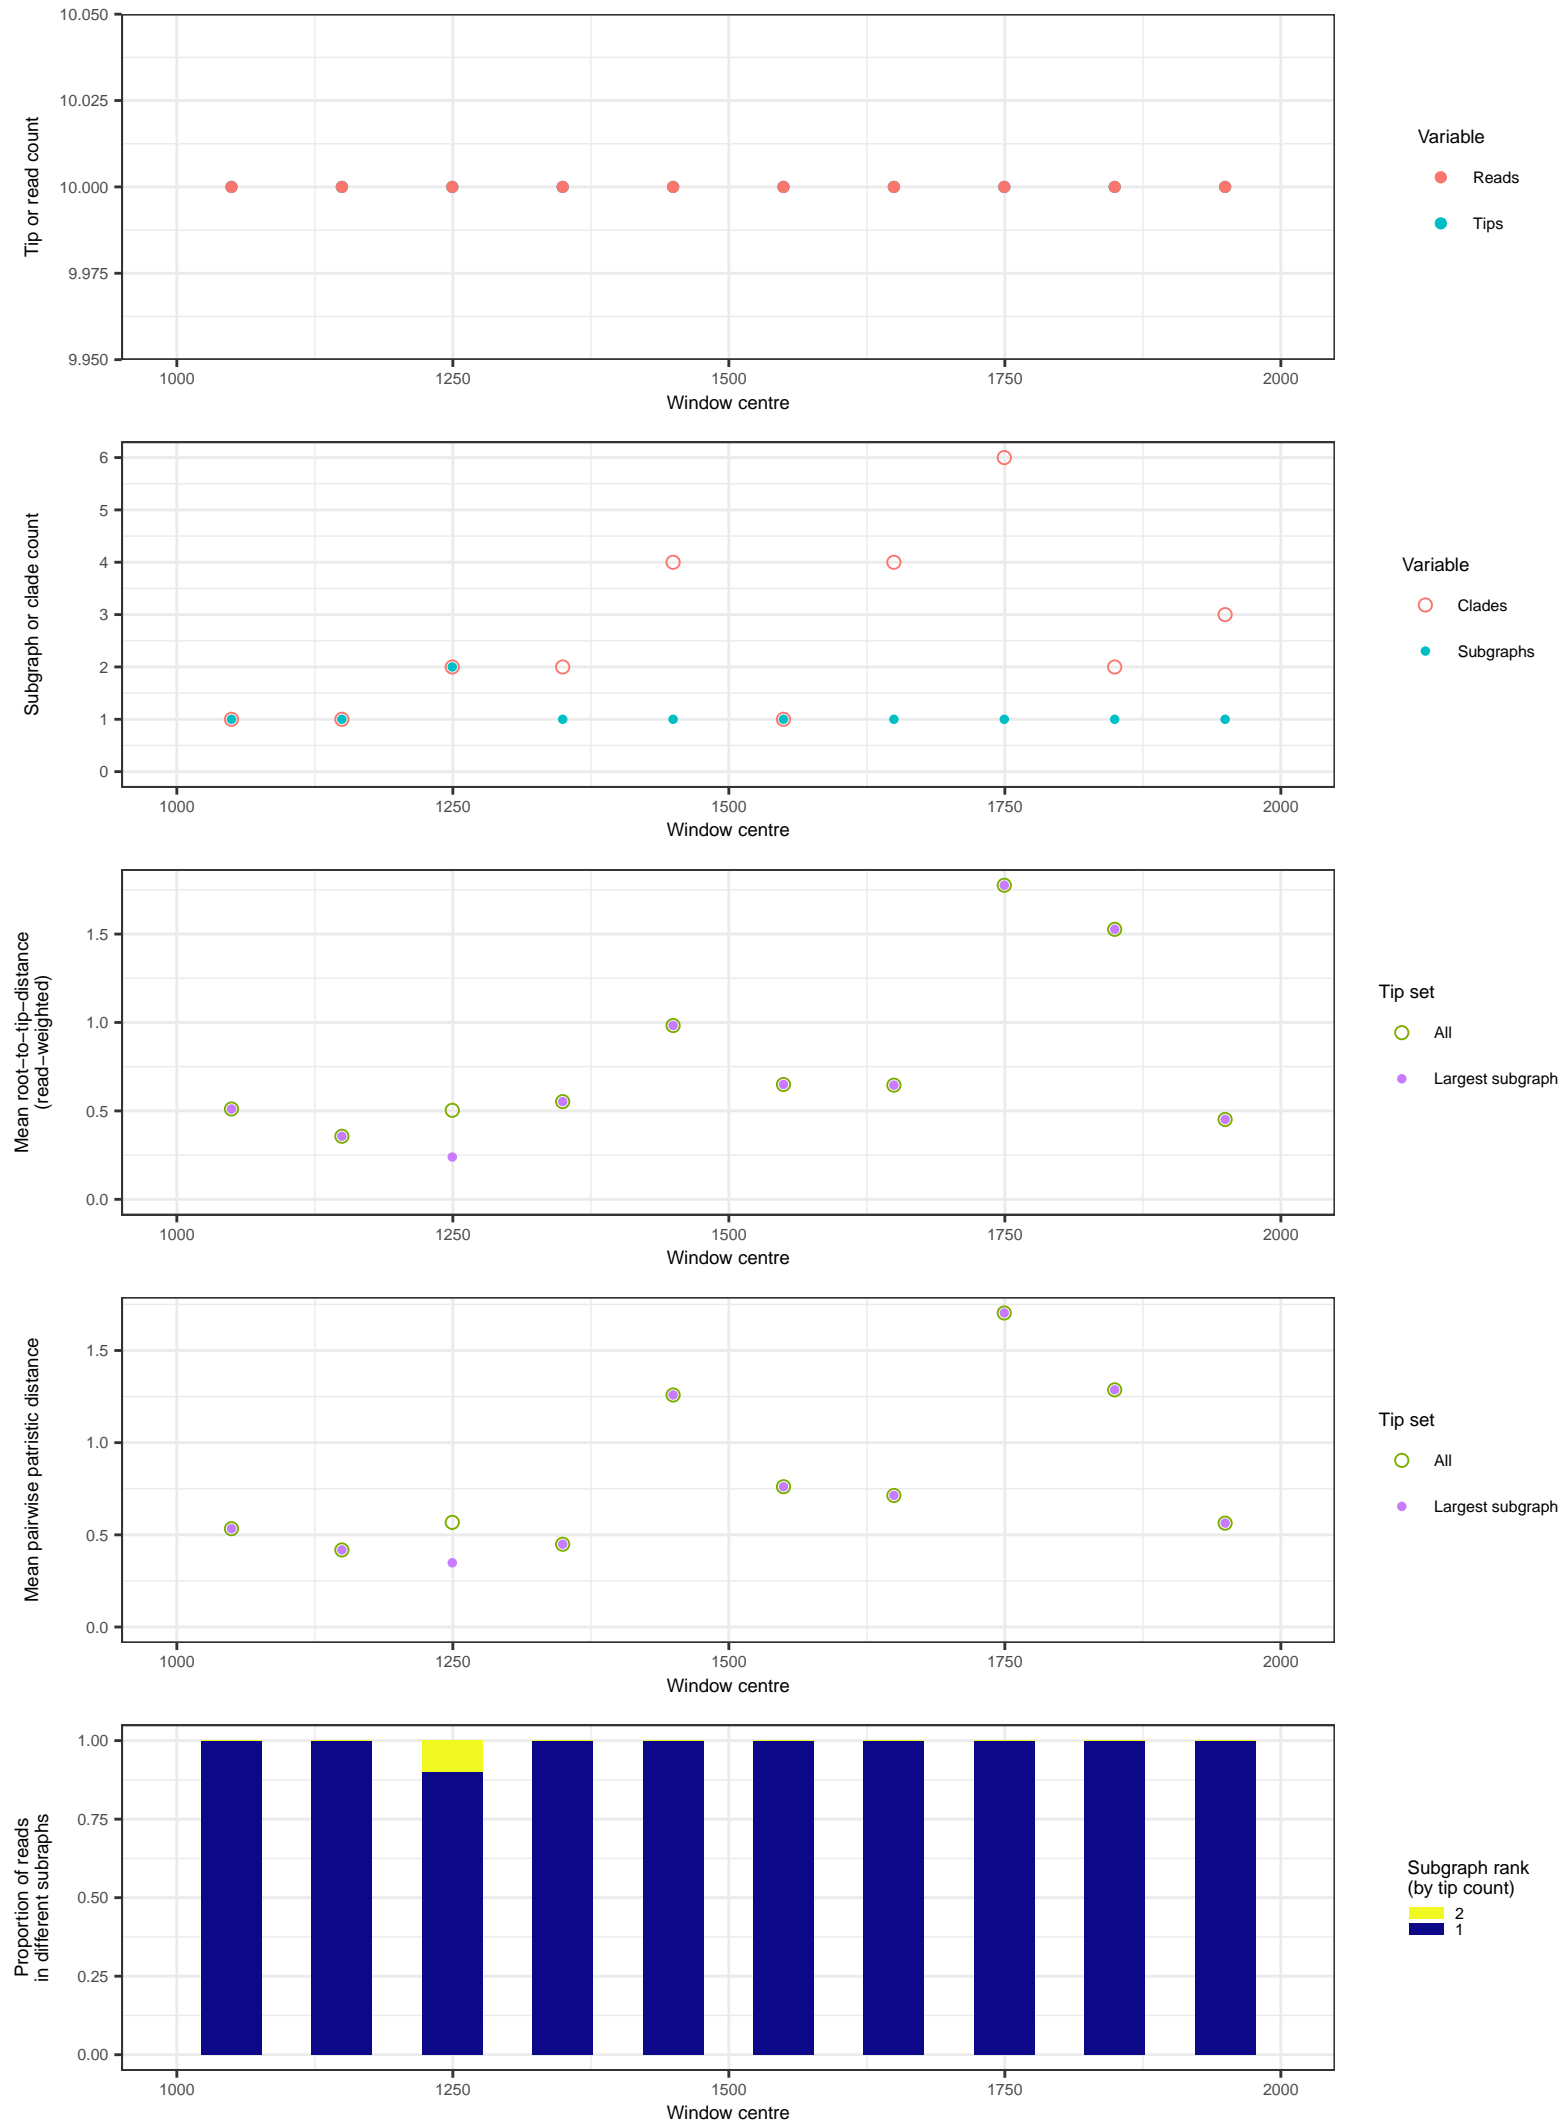 10.050
10.025
10.000
9.975
9.950
Tip or read count
1000 1250 1500 1750 2000
Window centre
Variable
Reads
Tips
6
5
4
3
2
1
0
Subgraph or clade count
1000 1250 1500 1750 2000
Window centre
Variable
Clades
Subgraphs
1.5
1.0
0.5
0.0
Mean root−to−tip−distance
(read−weighted)
1000 1250 1500 1750 2000
Window centre
Tip set
All
Largest subgraph
1.5
1.0
0.5
0.0
Mean pairwise patristic distance
1000 1250 1500 1750 2000
Window centre
Tip set
All
Largest subgraph
1.00
0.75
0.50
0.25
0.00
Proportion of reads
in different subraphs
1000 1250 1500 1750 2000
Window centre
Subgraph rank
(by tip count)
2
1